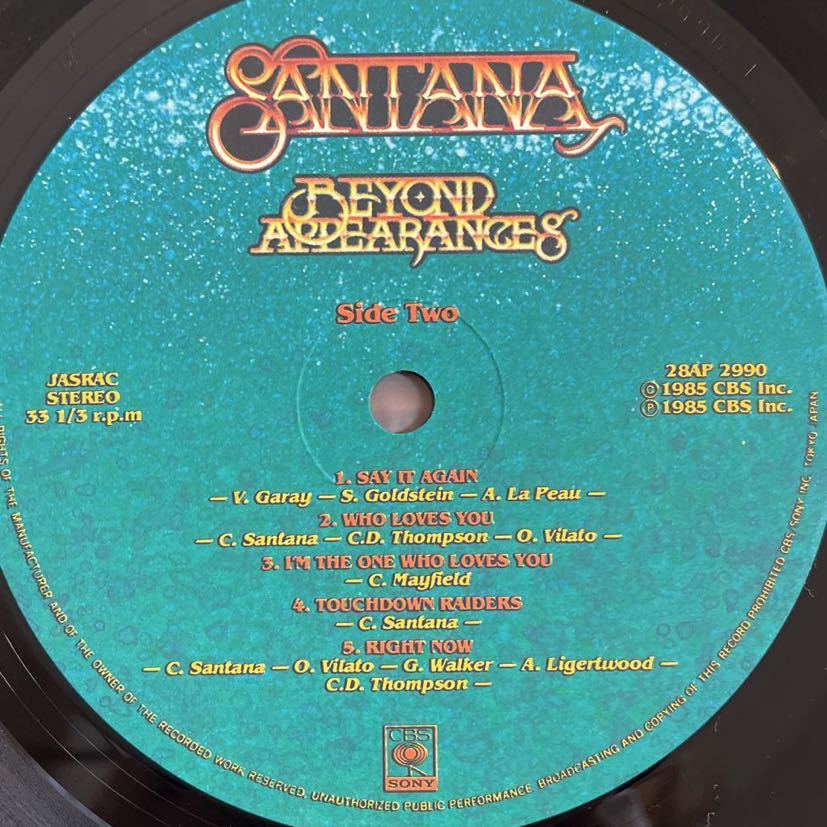 SANTANA
BEYOND
APPEARANCES
Side Two
JASRAC
STEREO
33 1/3 r.p.m
28AP 2990
Ⓒ1985 CBS Inc.
Ⓟ1985 CBS Inc.
1. SAY IT AGAIN
— V. Garay — S. Goldstein — A. La Peau —
2. WHO LOVES YOU
— C. Santana — C.D. Thompson — O. Vilato —
3. I'M THE ONE WHO LOVES YOU
— C. Mayfield
4. TOUCHDOWN RAIDERS
— C. Santana —
5. RIGHT NOW
— C. Santana — O. Vilato — G. Walker — A. Ligertwood —
C.D. Thompson —
CBS
SONY
RIGHTS OF THE MANUFACTURER AND OF THE OWNER OF THE RECORDED WORK RESERVED. UNAUTHORIZED PUBLIC PERFORMANCE. BROADCASTING AND COPYING OF THIS RECORD PROHIBITED CBS/SONY INC. TOKYO JAPAN